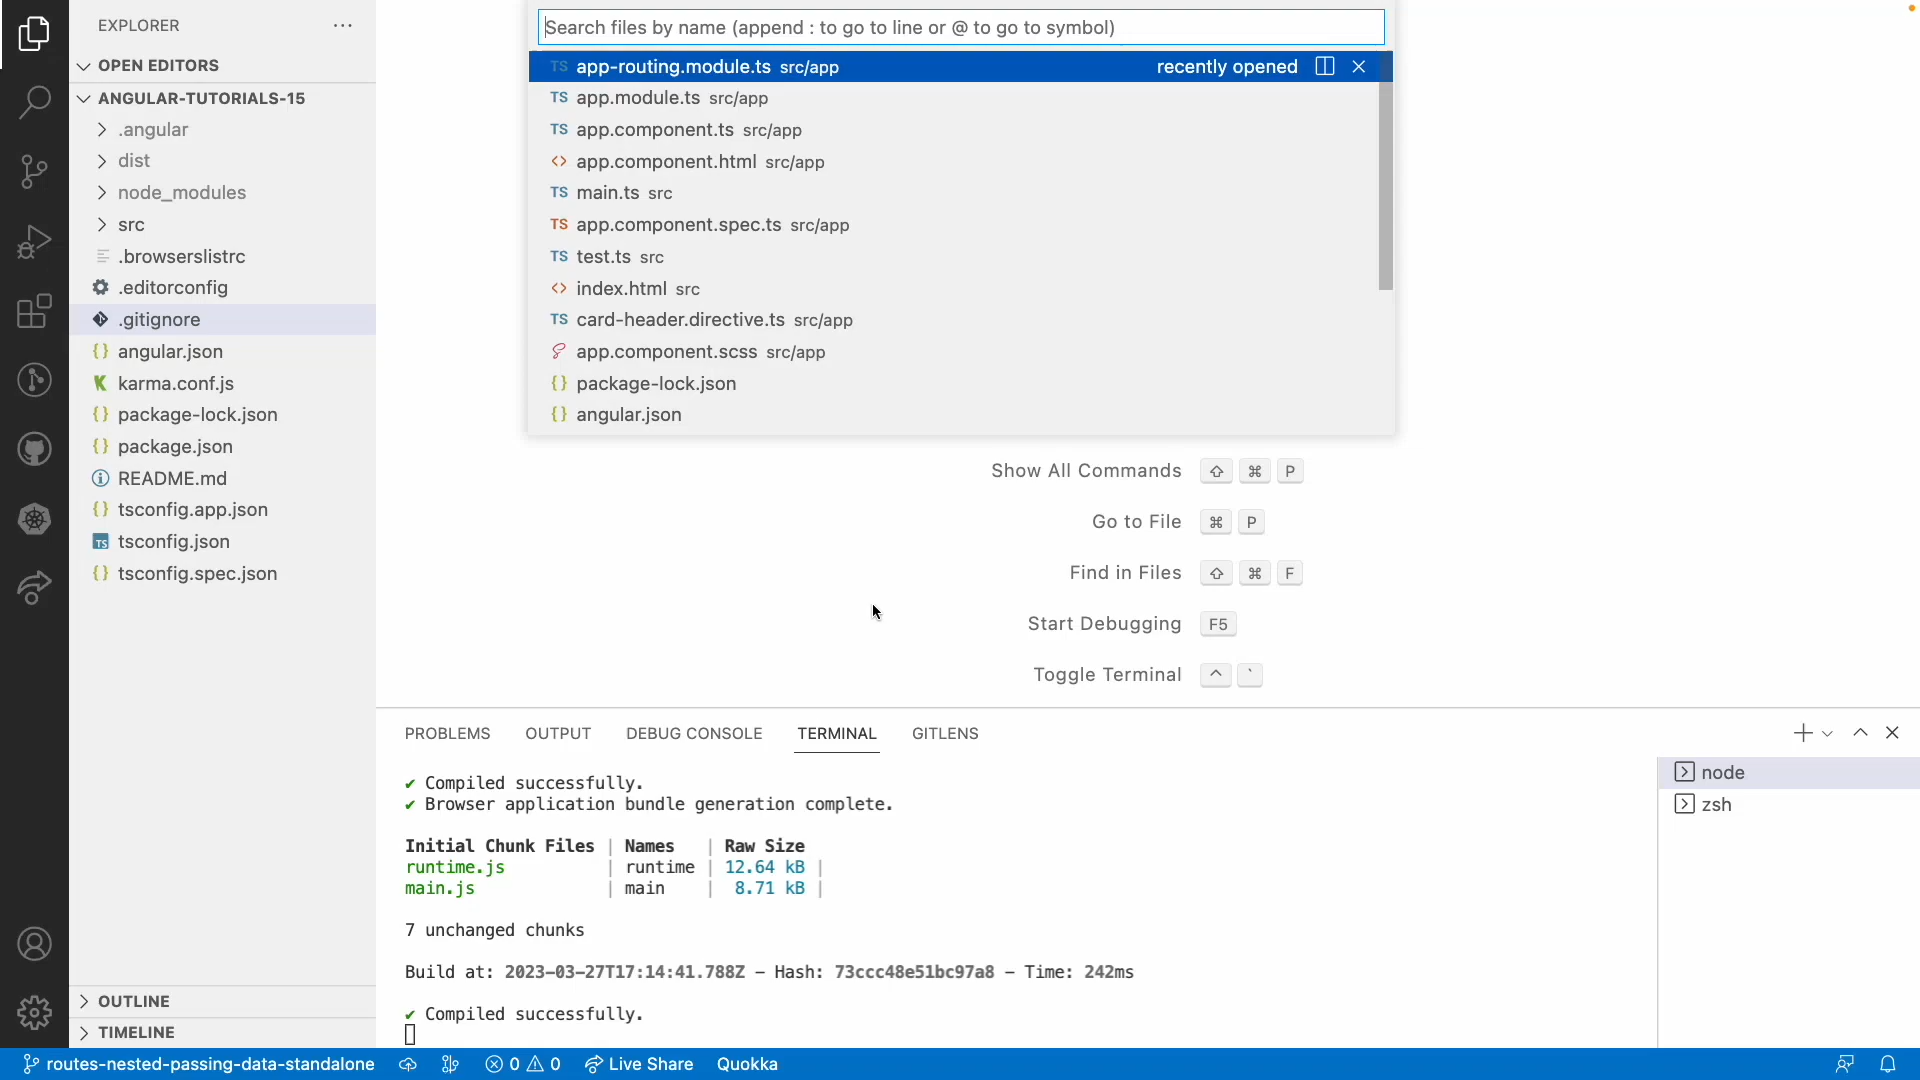 EXPLORER
OPEN EDITORS
ANGULAR-TUTORIALS-15
.angular
dist
node_modules
src
.browserslistrc
.editorconfig
.gitignore
angular.json
karma.conf.js
package-lock.json
package.json
README.md
tsconfig.app.json
tsconfig.json
tsconfig.spec.json
OUTLINE
TIMELINE
Search files by name (append : to go to line or @ to go to symbol)
TS app-routing.module.ts src/app recently opened
TS app.module.ts src/app
TS app.component.ts src/app
<> app.component.html src/app
TS main.ts src
TS app.component.spec.ts src/app
TS test.ts src
<> index.html src
TS card-header.directive.ts src/app
app.component.scss src/app
{} package-lock.json
{} angular.json
Show All Commands ⇧ ⌘ P
Go to File ⌘ P
Find in Files ⇧ ⌘ F
Start Debugging F5
Toggle Terminal ^ `
PROBLEMS OUTPUT DEBUG CONSOLE TERMINAL GITLENS
✔ Compiled successfully.
✔ Browser application bundle generation complete.
Initial Chunk Files | Names | Raw Size
runtime.js | runtime | 12.64 kB |
main.js | main | 8.71 kB |
7 unchanged chunks
Build at: 2023-03-27T17:14:41.788Z - Hash: 73ccc48e51bc97a8 - Time: 242ms
✔ Compiled successfully.
node
zsh
routes-nested-passing-data-standalone 0 0 Live Share Quokka